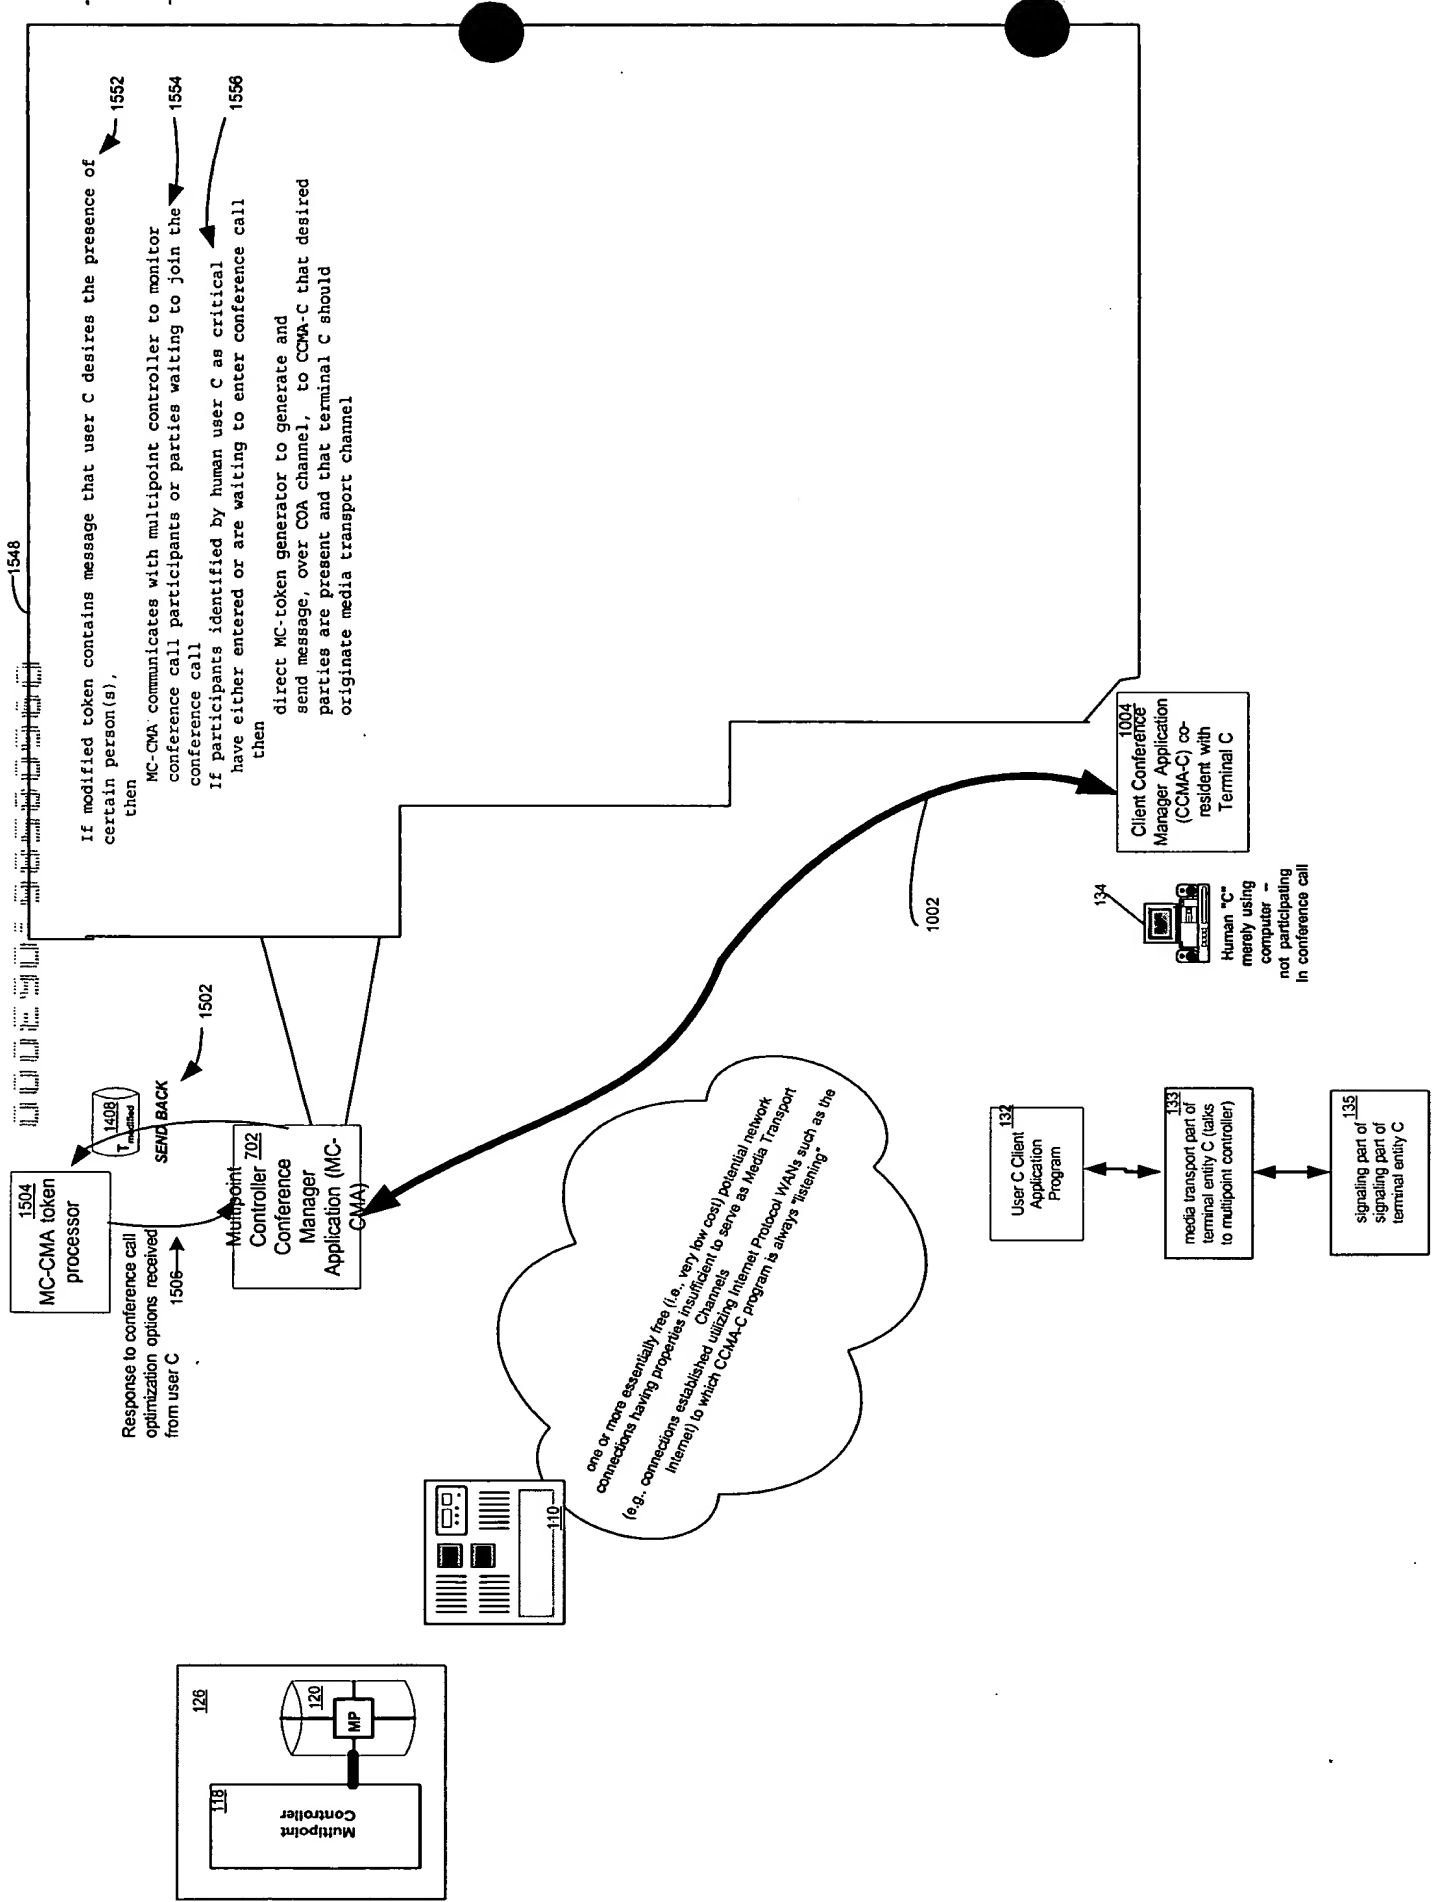 1548
If modified token contains message that user C desires the presence of
certain person(s),
then
MC-CMA communicates with multipoint controller to monitor
conference call participants or parties waiting to join the
conference call
If participants identified by human user C as critical
have either entered or are waiting to enter conference call
then
direct MC-token generator to generate and
send message, over COA channel, to CCMA-C that desired
parties are present and that terminal C should
originate media transport channel
1552
1554
1556
1504
MC-CMA token
processor
1408
T modified
SEND BACK
1502
Response to conference call
optimization options received
from user C
1506
Multipoint
Controller 702
Conference
Manager
Application (MC-
CMA)
126
118
Multipoint
Controller
120
MP
110
one or more essentially free (i.e., very low cost) potential network
connections having properties insufficient to serve as Media Transport
Channels
(e.g., connections established utilizing Internet Protocol WANs such as the
Internet) to which CCMA-C program is always "listening"
1002
1004
Client Conference
Manager Application
(CCMA-C) co-
resident with
Terminal C
134
Human "C"
merely using
computer –
not participating
in conference call
132
User C Client
Application
Program
133
media transport part of
terminal entity C (talks
to multipoint controller)
135
signaling part of
signaling part of
terminal entity C